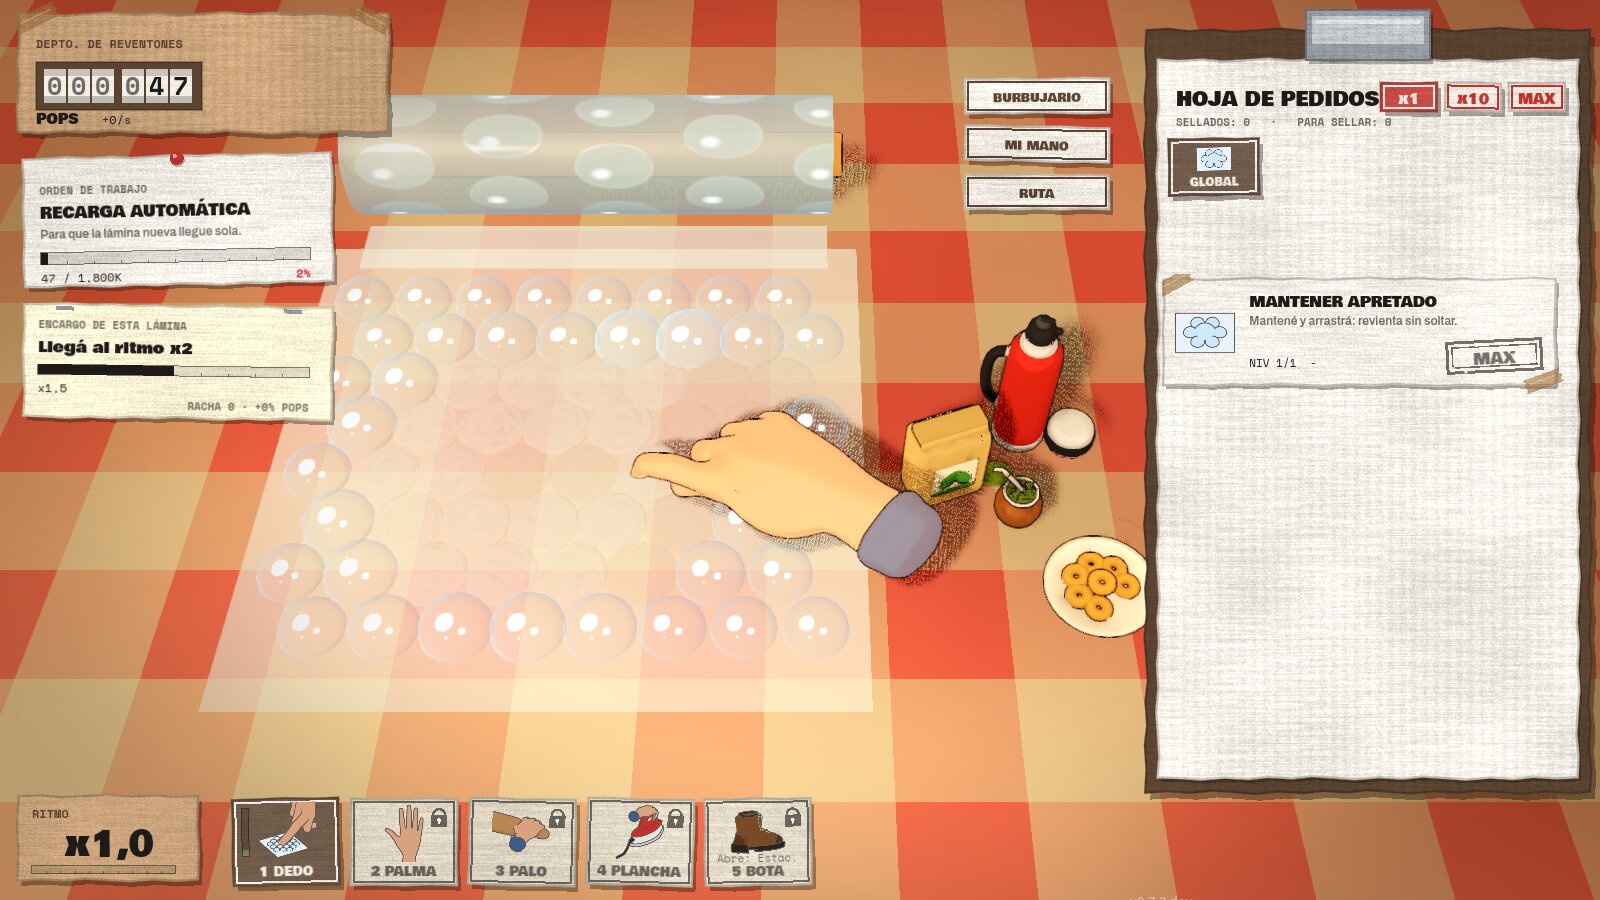 DEPTO. DE REVENTONES
000 047
POPS +0/s
ORDEN DE TRABAJO
RECARGA AUTOMÁTICA
Para que la lámina nueva llegue sola.
47 / 1.800K 2%
ENCARGO DE ESTA LÁMINA
Llegá al ritmo x2
x1,5
RACHA 0 · +0% POPS
BURBUJARIO
MI MANO
RUTA
HOJA DE PEDIDOS x1 x10 MAX
SELLADOS: 0 · PARA SELLAR: 0
GLOBAL
MANTENER APRETADO
Mantené y arrastrá: revienta sin soltar.
NIV 1/1 -
MAX
RITMO
x1,0
1 DEDO
2 PALMA
3 PALO
4 PLANCHA
Abre: Estac.
5 BOTA